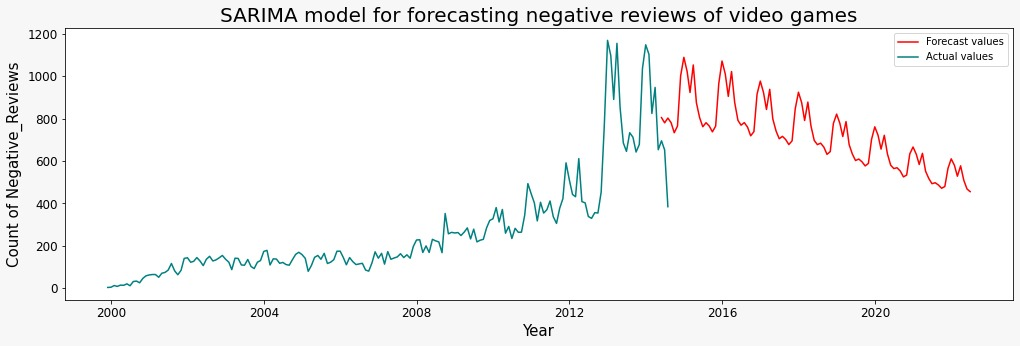 SARIMA model for forecasting negative reviews of video games
Forecast values
Actual values
1200
1000
800
600
400
200
0
Count of Negative_Reviews
2000 2004 2008 2012 2016 2020
Year